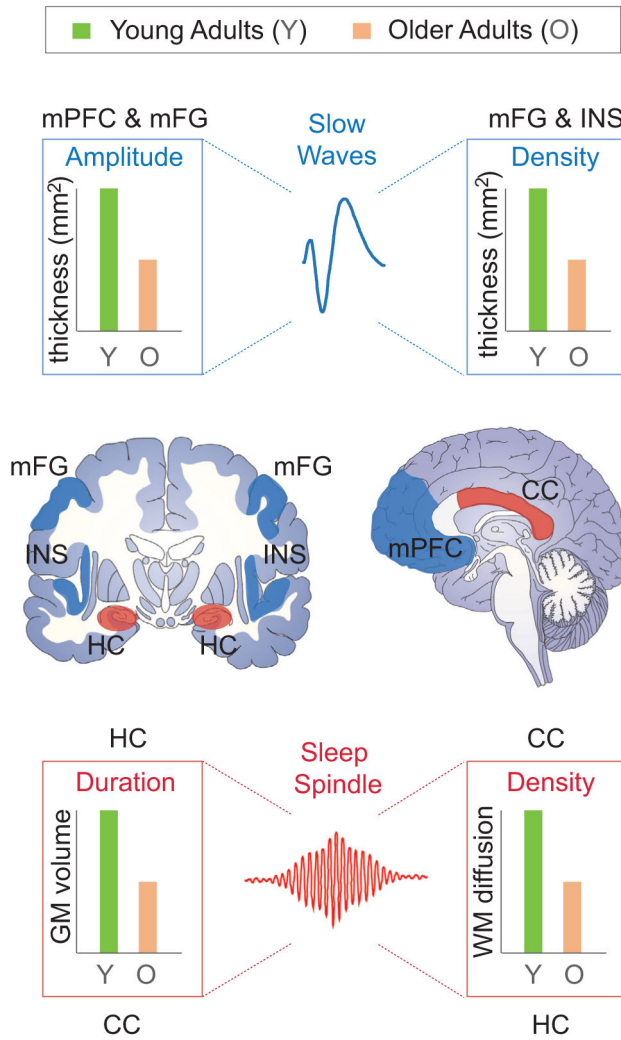 Young Adults (Y) Older Adults (O)
mPFC & mFG
Slow
Waves
mFG & INS
Amplitude
thickness (mm²)
Y O
Density
thickness (mm²)
Y O
mFG
mFG
INS
INS
HC
HC
CC
mPFC
HC
Sleep
Spindle
CC
Duration
GM volume
Y O
Density
WM diffusion
Y O
CC
HC